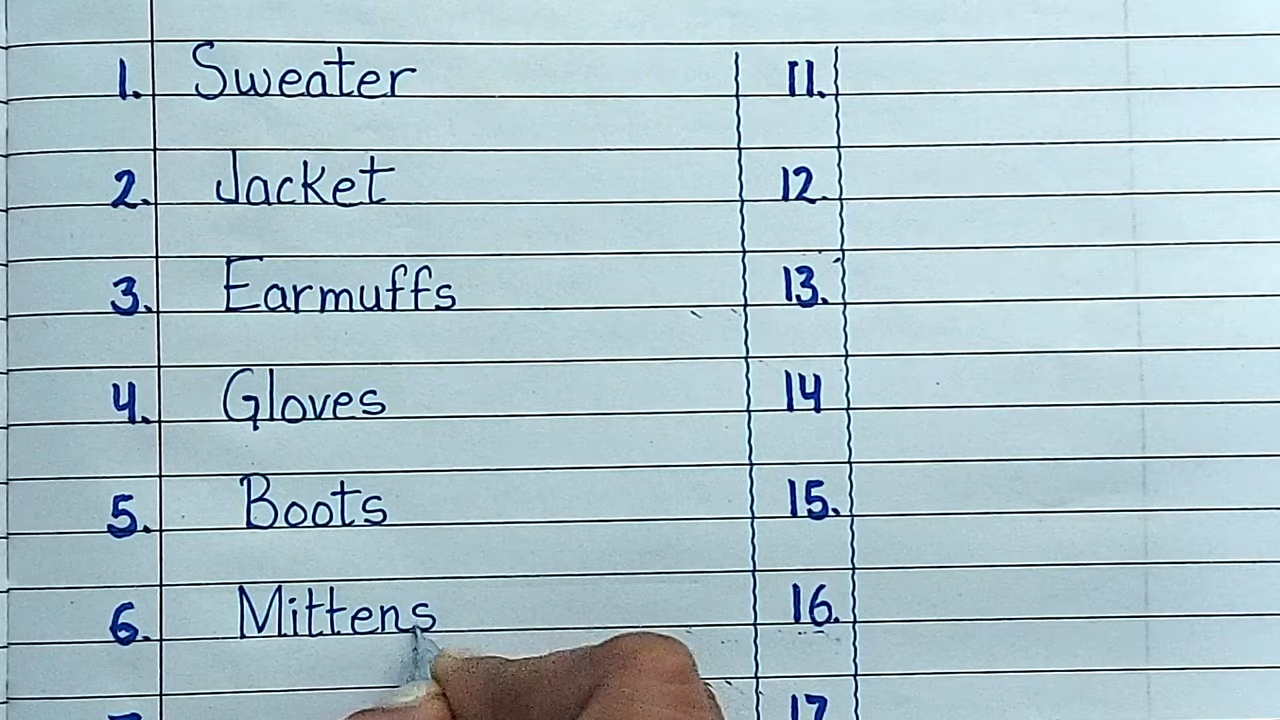 1. Sweater
2. Jacket
3. Earmuffs
4. Gloves
5. Boots
6. Mittens
11.
12.
13.
14
15.
16.
17